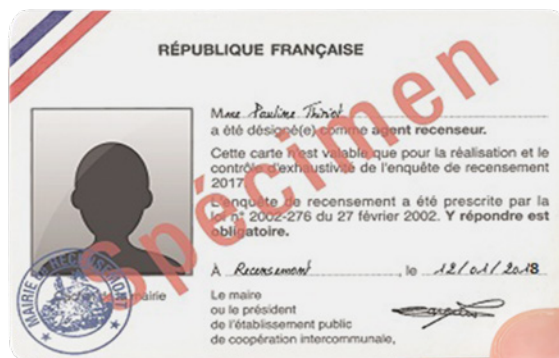 RÉPUBLIQUE FRANÇAISE
Spécimen
Mme Pauline Thiriot
a été désigné(e) comme agent recenseur.
Cette carte n'est valable que pour la réalisation et le
contrôle d'exhaustivité de l'enquête de recensement
2017.
L'enquête de recensement a été prescrite par la
loi n° 2002-276 du 27 février 2002. Y répondre est
obligatoire.
À Recensement, le 12/01/2018
Le maire
ou le président
de l'établissement public
de coopération intercommunale,
mairie
MAIRIE